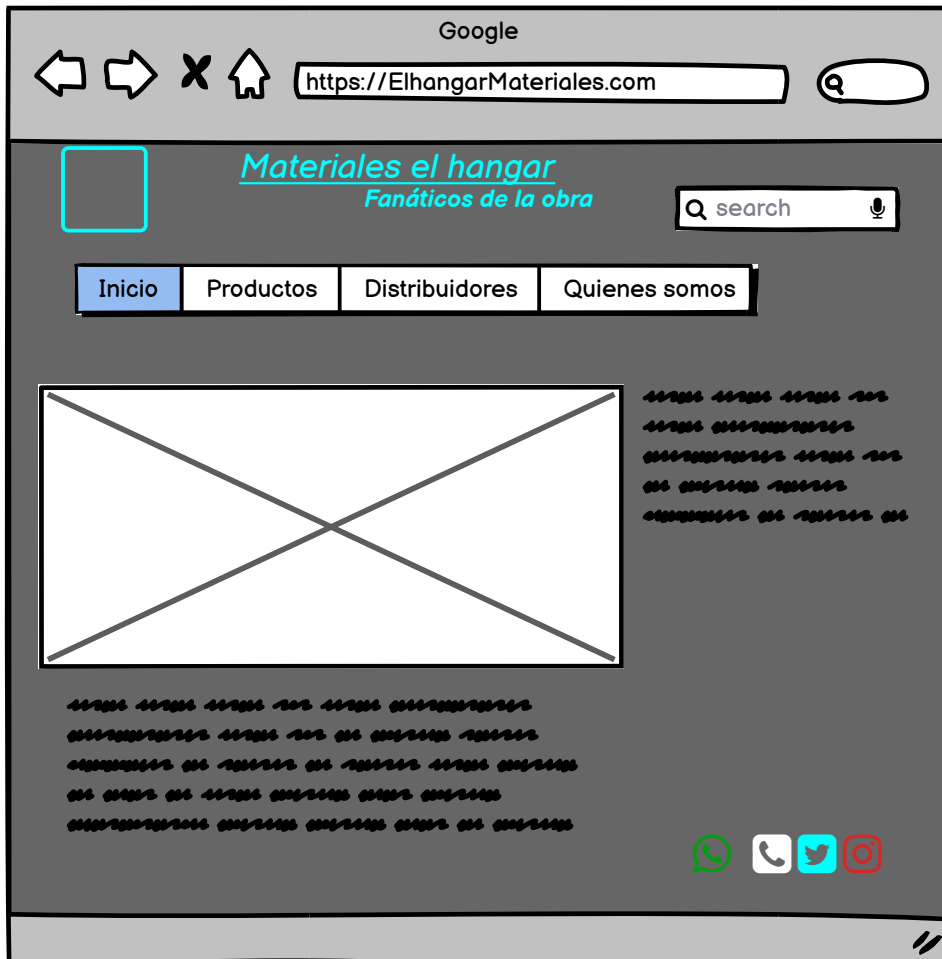 Google
https://ElhangarMateriales.com
Materiales el hangar
Fanáticos de la obra
search
Inicio Productos Distribuidores Quienes somos